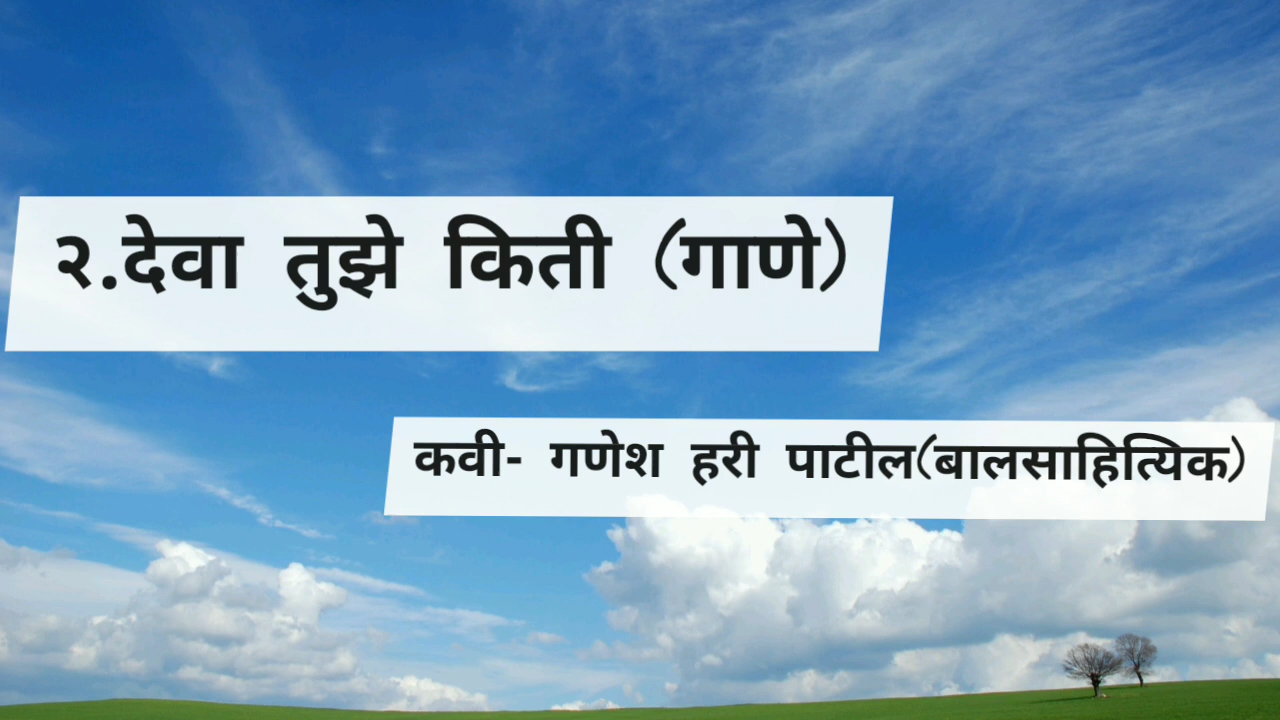 २.देवा तुझे किती (गाणे)
कवी- गणेश हरी पाटील(बालसाहित्यिक)